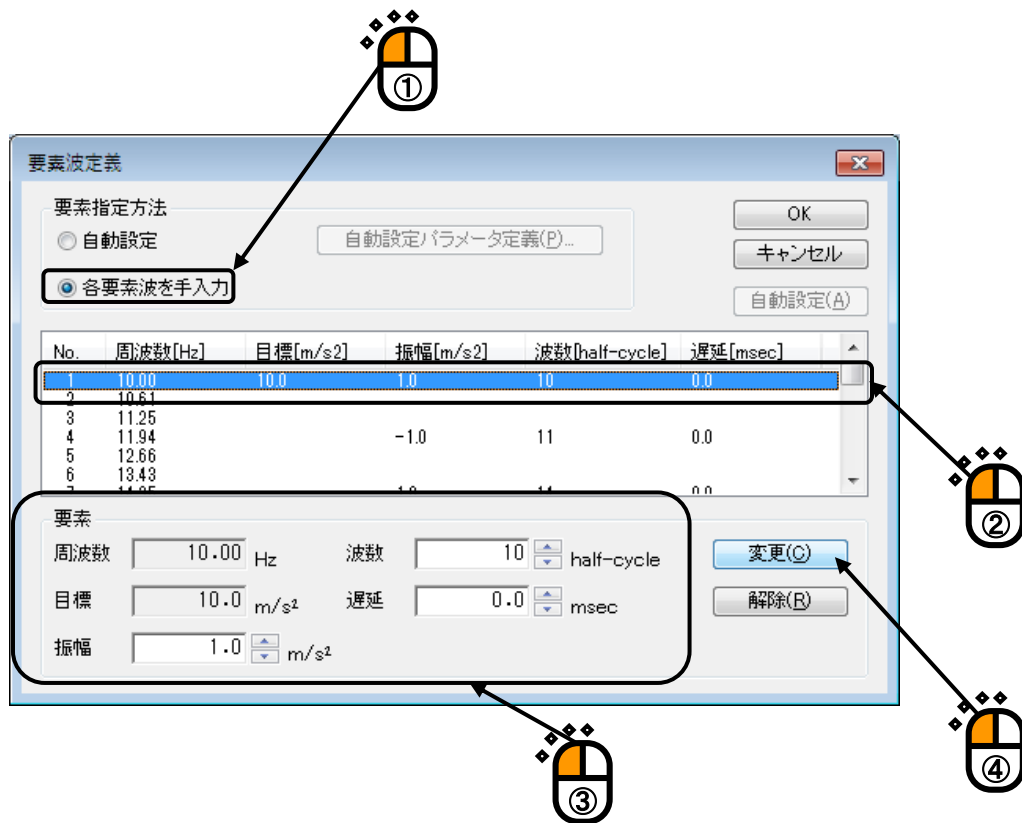 ①
要素波定義
要素指定方法
自動設定
自動設定パラメータ定義(P)...
各要素波を手入力
OK
キャンセル
自動設定(A)
No. 周波数[Hz] 目標[m/s2] 振幅[m/s2] 波数[half-cycle] 遅延[msec]
1 10.00 10.0 1.0 10 0.0
2 10.61
3 11.25
4 11.94 -1.0 11 0.0
5 12.66
6 13.43
②
要素
周波数 10.00 Hz 波数 10 half-cycle
変更(C)
目標 10.0 m/s² 遅延 0.0 msec
解除(R)
振幅 1.0 m/s²
③
④